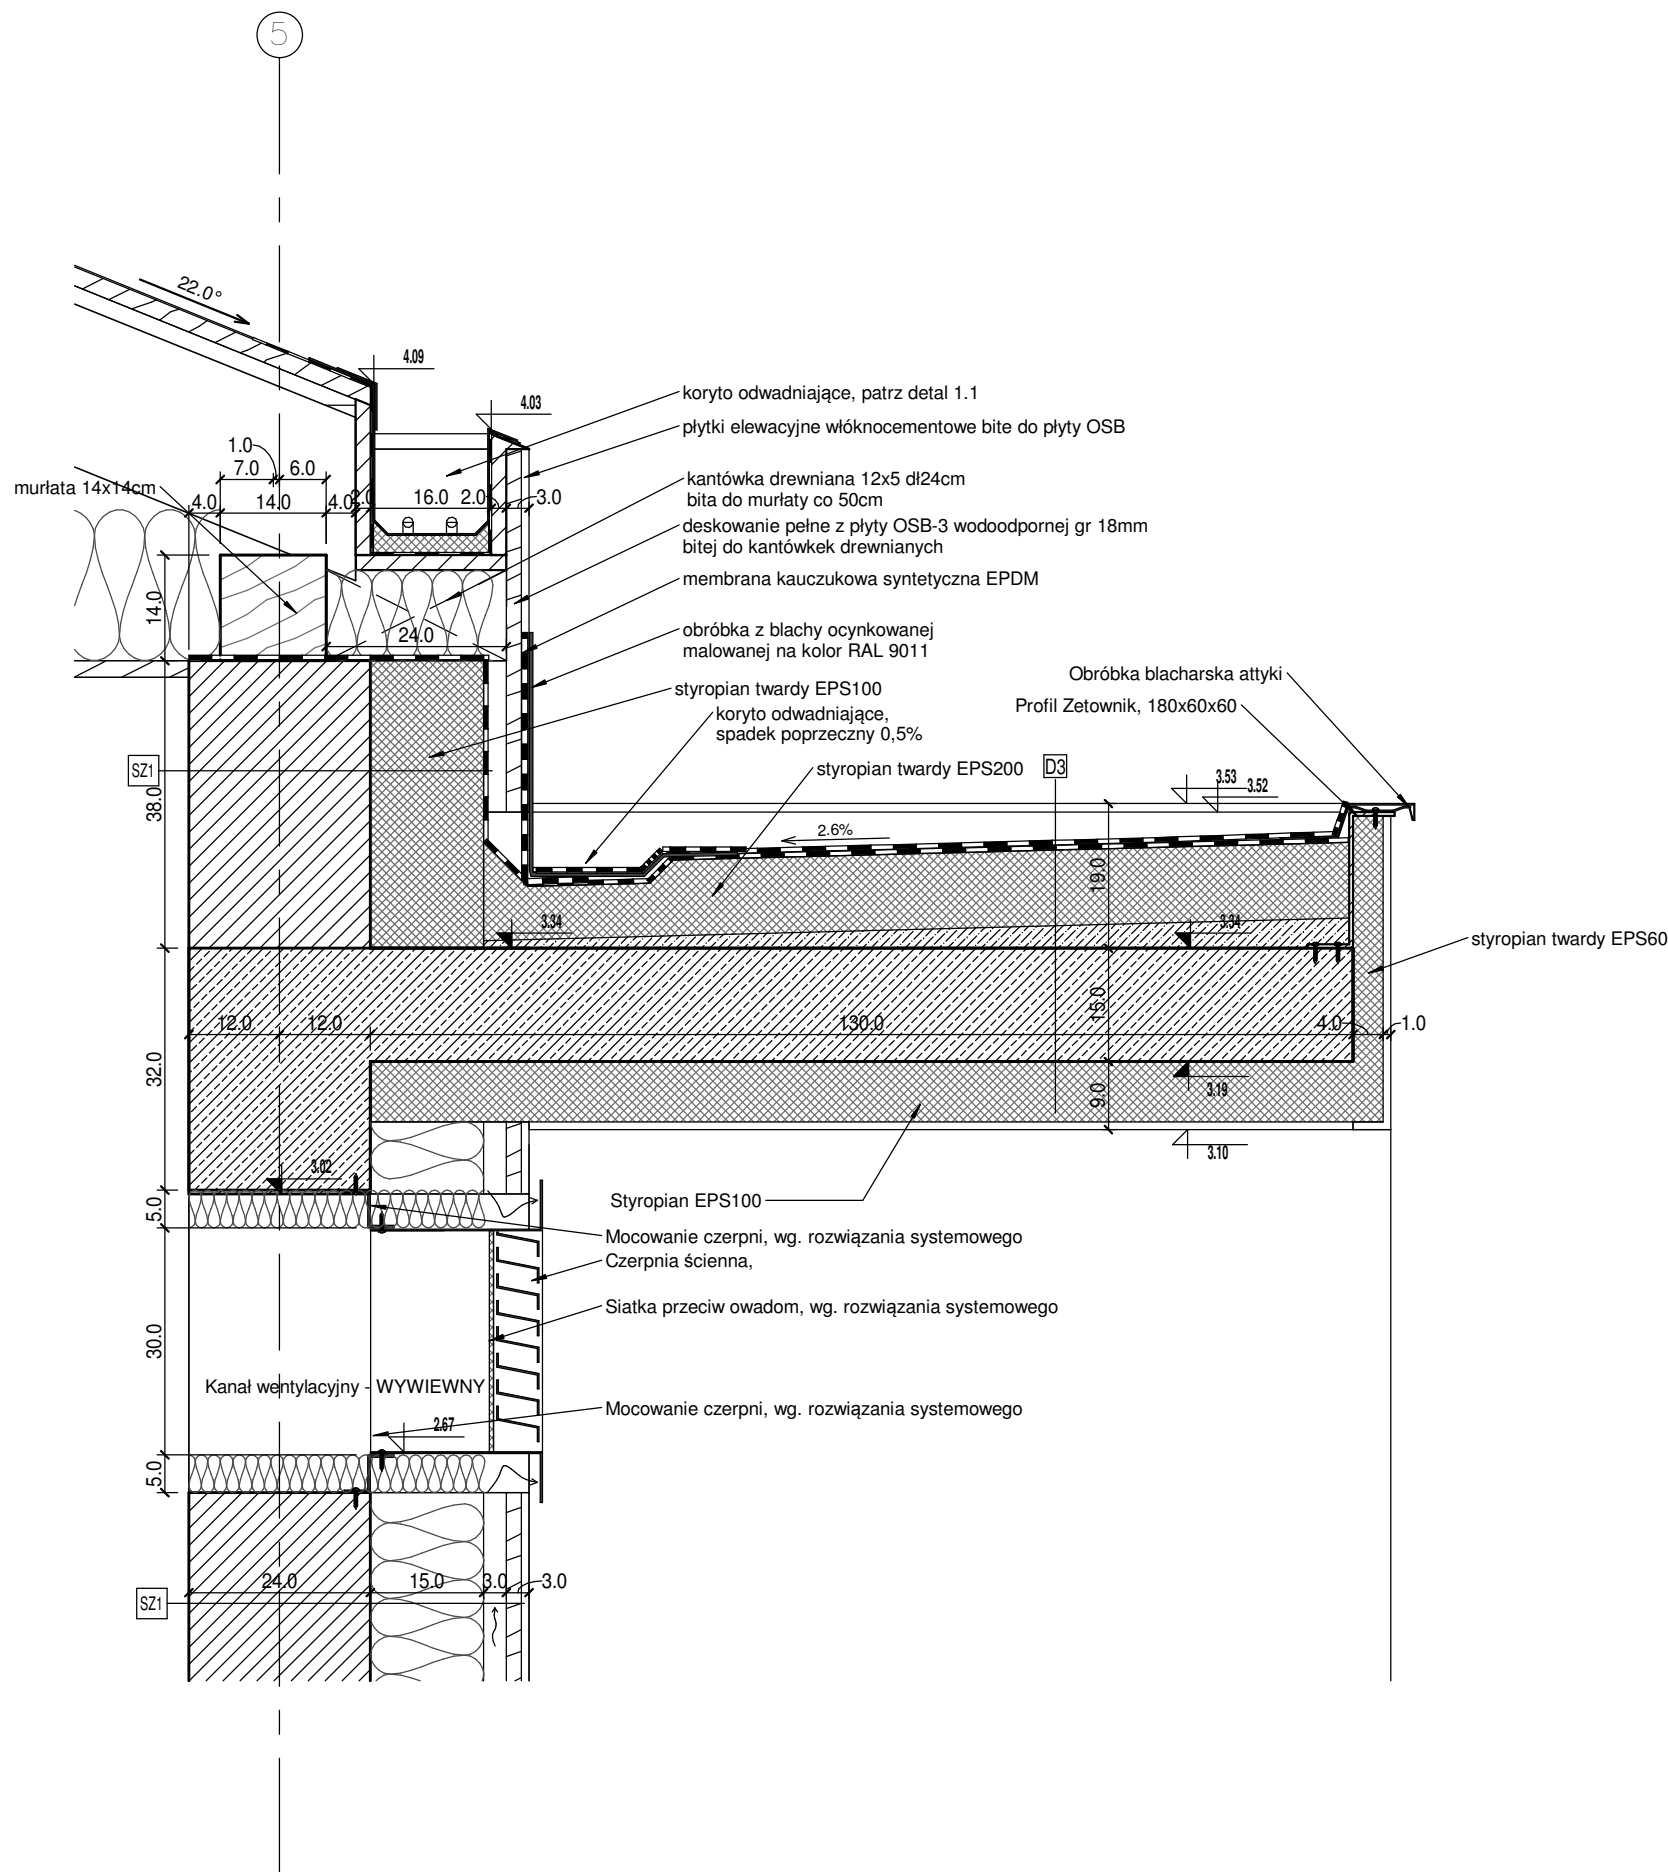 5
22.0°
4.09
4.03
koryto odwadniające, patrz detal 1.1
płytki elewacyjne włóknocementowe bite do płyty OSB
1.0
7.0
6.0
murłata 14x14cm
4.0
14.0
4.0
2.0
16.0
2.0
3.0
kantówka drewniana 12x5 dł24cm
bita do murłaty co 50cm
deskowanie pełne z płyty OSB-3 wodoodpornej gr 18mm
bitej do kantówkek drewnianych
membrana kauczukowa syntetyczna EPDM
14.0
24.0
obróbka z blachy ocynkowanej
malowanej na kolor RAL 9011
Obróbka blacharska attyki
styropian twardy EPS100
Profil Zetownik, 180x60x60
koryto odwadniające,
spadek poprzeczny 0,5%
SZ1
styropian twardy EPS200
D3
3.53
3.52
38.0
2.6%
19.0
3.34
3.34
styropian twardy EPS60
15.0
12.0
12.0
130.0
4.0
1.0
32.0
9.0
3.19
3.10
3.02
5.0
Styropian EPS100
Mocowanie czerpni, wg. rozwiązania systemowego
Czerpnia ścienna,
Siatka przeciw owadom, wg. rozwiązania systemowego
30.0
Kanał wentylacyjny - WYWIEWNY
Mocowanie czerpni, wg. rozwiązania systemowego
2.67
5.0
24.0
15.0
3.0
3.0
SZ1